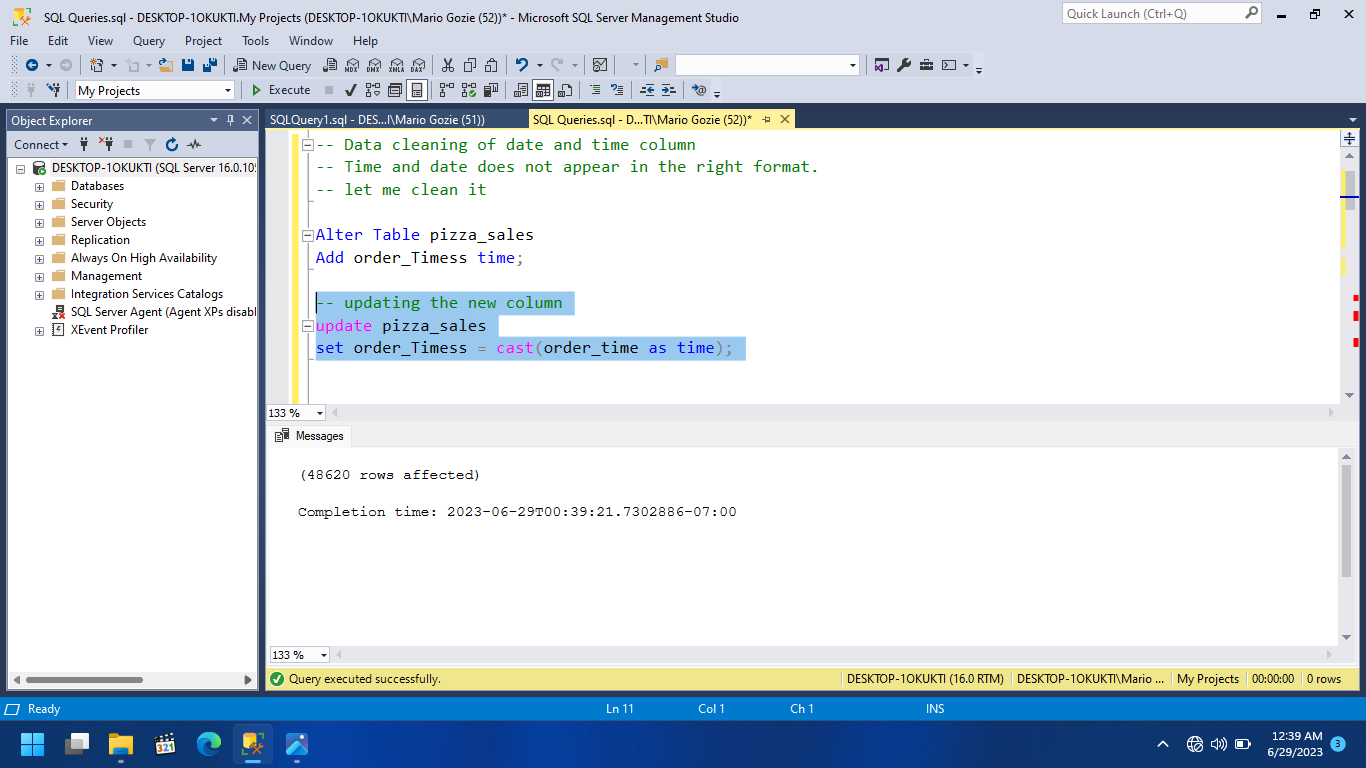 SQL Queries.sql - DESKTOP-1OKUKTI.My Projects (DESKTOP-1OKUKTI\Mario Gozie (52))* - Microsoft SQL Server Management Studio
Quick Launch (Ctrl+Q)
File Edit View Query Project Tools Window Help
New Query
MDX DMX XMLA DAX
My Projects
Execute
Object Explorer
Connect
DESKTOP-1OKUKTI (SQL Server 16.0.10
Databases
Security
Server Objects
Replication
Always On High Availability
Management
Integration Services Catalogs
SQL Server Agent (Agent XPs disabl
XEvent Profiler
SQLQuery1.sql - DES...I\Mario Gozie (51))
SQL Queries.sql - D...TI\Mario Gozie (52))*
-- Data cleaning of date and time column
-- Time and date does not appear in the right format.
-- let me clean it
Alter Table pizza_sales
Add order_Timess time;
-- updating the new column
update pizza_sales
set order_Timess = cast(order_time as time);
133 %
Messages
(48620 rows affected)
Completion time: 2023-06-29T00:39:21.7302886-07:00
133 %
Query executed successfully.
DESKTOP-1OKUKTI (16.0 RTM)
DESKTOP-1OKUKTI\Mario ...
My Projects
00:00:00
0 rows
Ready
Ln 11
Col 1
Ch 1
INS
321
12:39 AM
6/29/2023
3